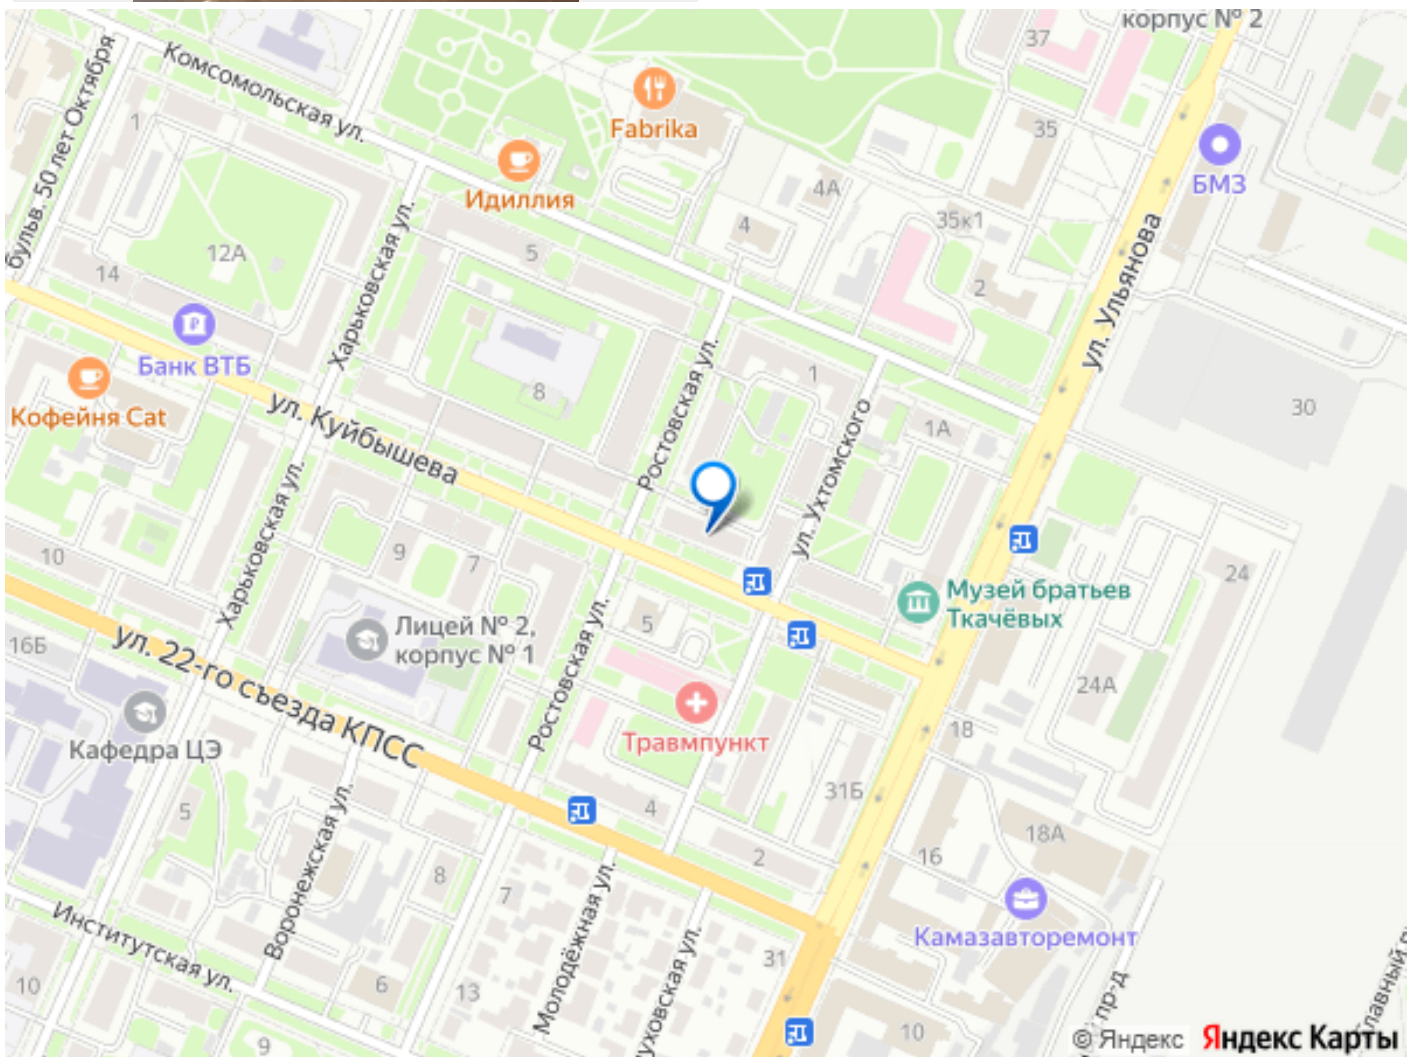 корпус № 2
37
бульв. 50 лет Октября
Комсомольская ул.
Fabrika
1
35
БМЗ
Идиллия
4А
35к1
4
12А
5
14
2
Харьковская ул.
ул. Ульянова
Банк ВТБ
Ростовская ул.
1
8
30
Кофейня Cat
ул. Куйбышева
1А
ул. Ухтомского
Харьковская ул.
10
9
7
24
Музей братьев
Ткачёвых
Лицей № 2,
корпус № 1
5
16Б
ул. 22-го съезда КПСС
Ростовская ул.
24А
Кафедра ЦЭ
Травмпункт
18
31Б
5
4
18А
Воронежская ул.
2
16
8
7
Молодёжная ул.
Камазавторемонт
Институтская ул.
31
10
6
13
уховская ул.
пр-д
10
9
© Яндекс
Яндекс Карты